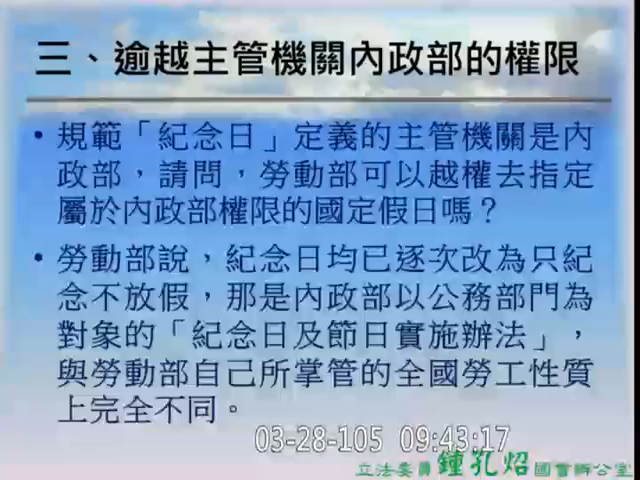 三、逾越主管機關內政部的權限
• 規範「紀念日」定義的主管機關是內
政部，請問，勞動部可以越權去指定
屬於內政部權限的國定假日嗎？
• 勞動部說，紀念日均已逐次改為只紀
念不放假，那是內政部以公務部門為
對象的「紀念日及節日實施辦法」，
與勞動部自己所掌管的全國勞工性質
上完全不同。
03-28-105 09:43:17
立法委員鍾孔炤國會辦公室